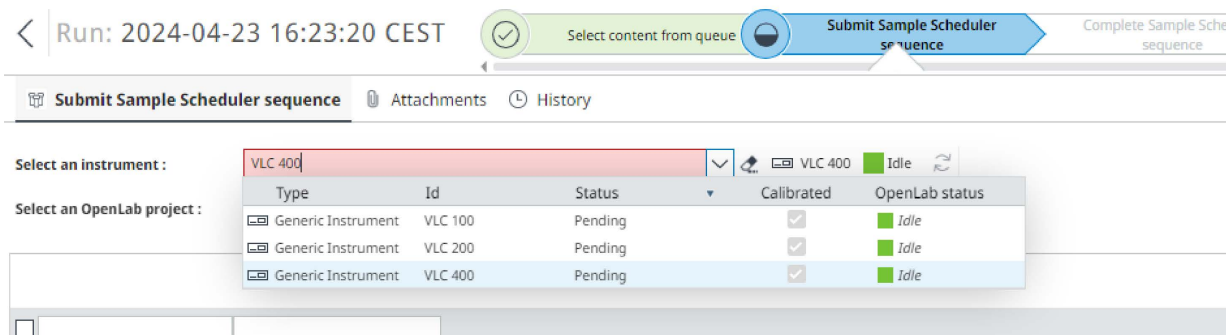 Run: 2024-04-23 16:23:20 CEST
Select content from queue
Submit Sample Scheduler
sequence
Complete Sample Sche
sequence
Submit Sample Scheduler sequence
Attachments
History
Select an instrument :
VLC 400
VLC 400
Idle
Type Id Status Calibrated OpenLab status
Select an OpenLab project :
Generic Instrument VLC 100 Pending Idle
Generic Instrument VLC 200 Pending Idle
Generic Instrument VLC 400 Pending Idle